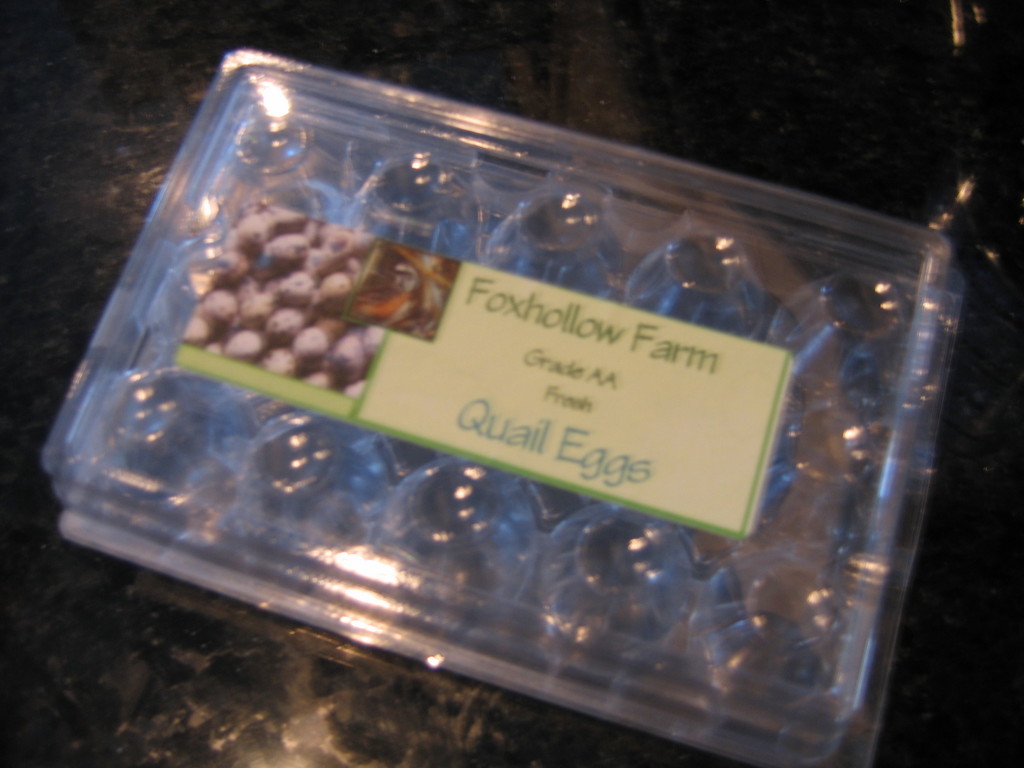 Foxhollow Farm
Grade AA
Fresh
Quail Eggs